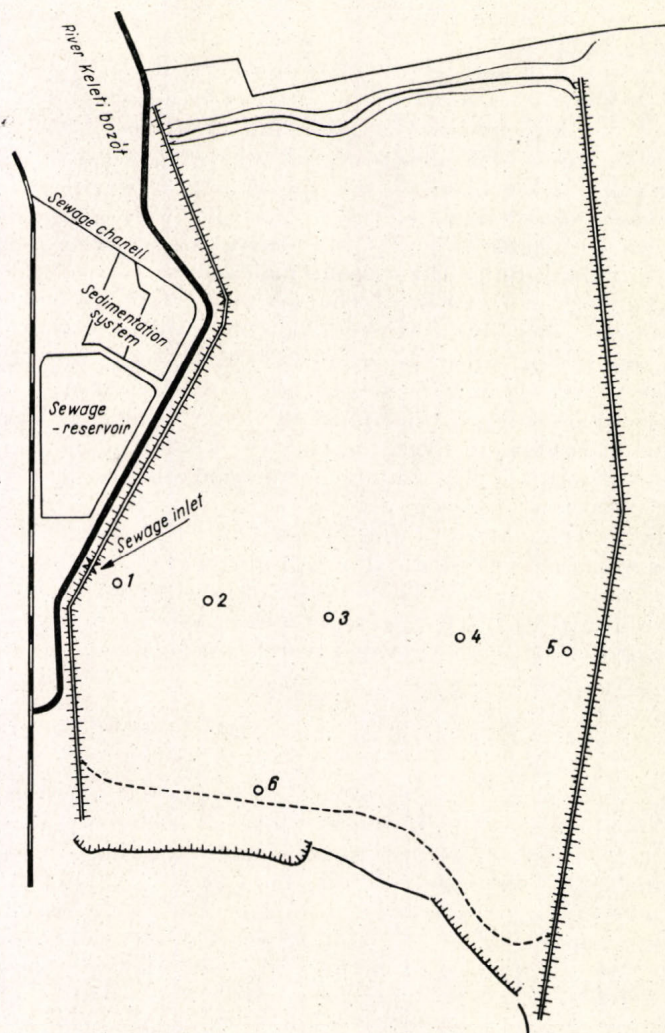 River Keleti bozót
Sewage chanell
Sedimentation
system
Sewage
-reservoir
Sewage inlet
1
2
3
4
5
6